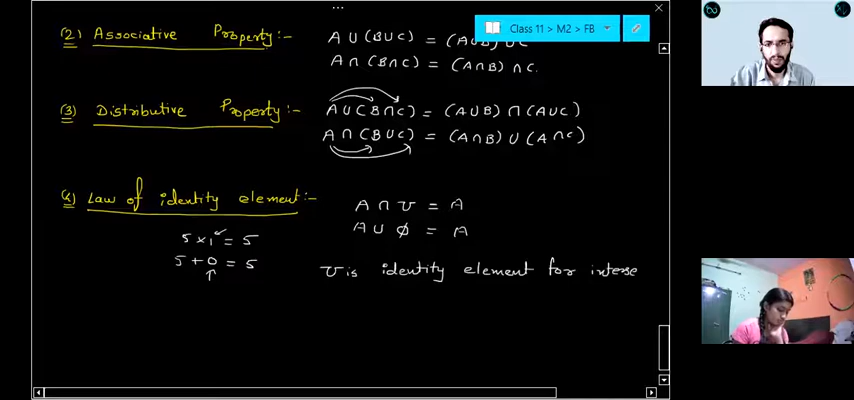 Class 11 > M2 > FB
(2) Associative Property:- A ∪ (B ∪ C) = (A ∪ B) ∪ C
A ∩ (B ∩ C) = (A ∩ B) ∩ C.
(3) Distributive Property:- A ∪ (B ∩ C) = (A ∪ B) ∩ (A ∪ C)
A ∩ (B ∪ C) = (A ∩ B) ∪ (A ∩ C)
(4) Law of identity element:- A ∩ U = A
A ∪ ϕ = A
5 × 1 = 5
5 + 0 = 5
U is identity element for interse